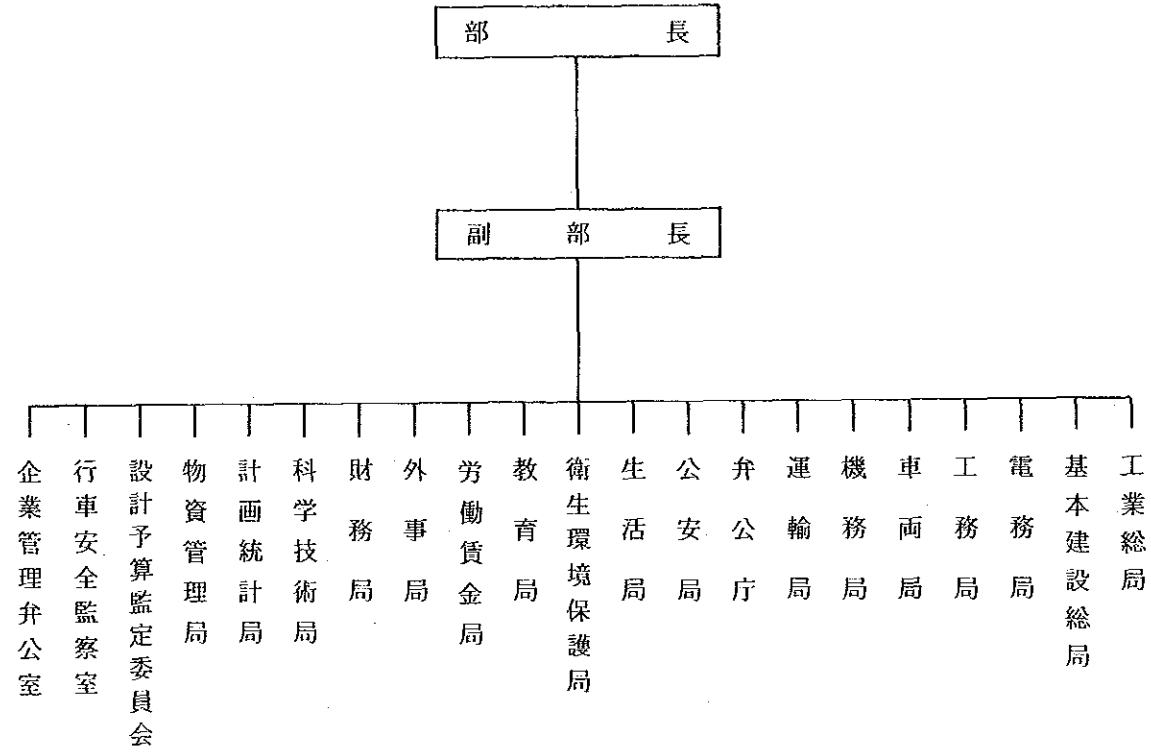 部長
副部長
企業管理弁公室
行車安全監察室
設計予算監定委員会
物資管理局
計画統計局
科学技術局
財務局
外事局
労働賃金局
教育局
衛生環境保護局
生活局
公安局
弁公庁
運輸局
機務局
車両局
工務局
電務局
基本建設総局
工業総局